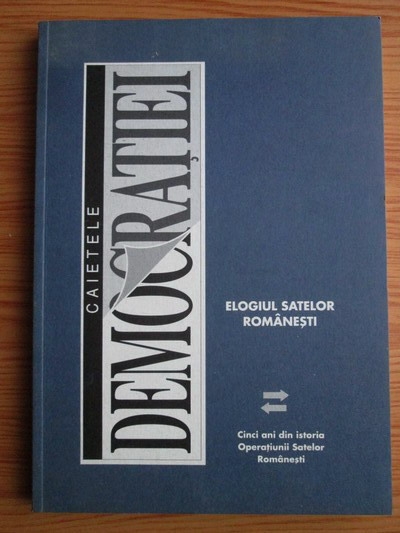 CAIETELE
DEMOCRAȚIEI
ELOGIUL SATELOR
ROMÂNEȘTI
Cinci ani din istoria
Operațiunii Satelor
Românești